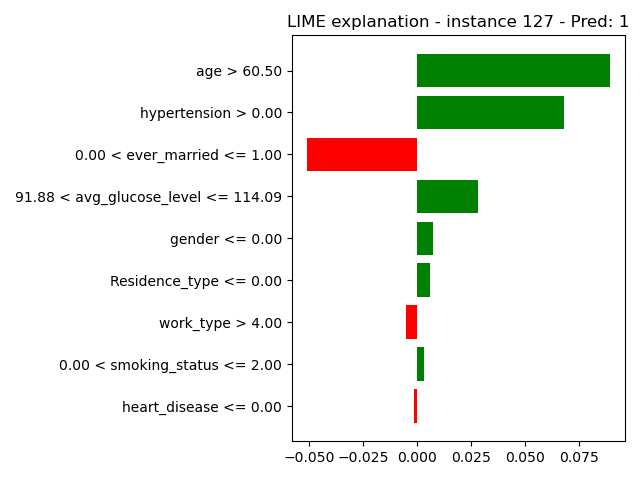 LIME explanation - instance 127 - Pred: 1
age > 60.50
hypertension > 0.00
0.00 < ever_married <= 1.00
91.88 < avg_glucose_level <= 114.09
gender <= 0.00
Residence_type <= 0.00
work_type > 4.00
0.00 < smoking_status <= 2.00
heart_disease <= 0.00
−0.050 −0.025 0.000 0.025 0.050 0.075